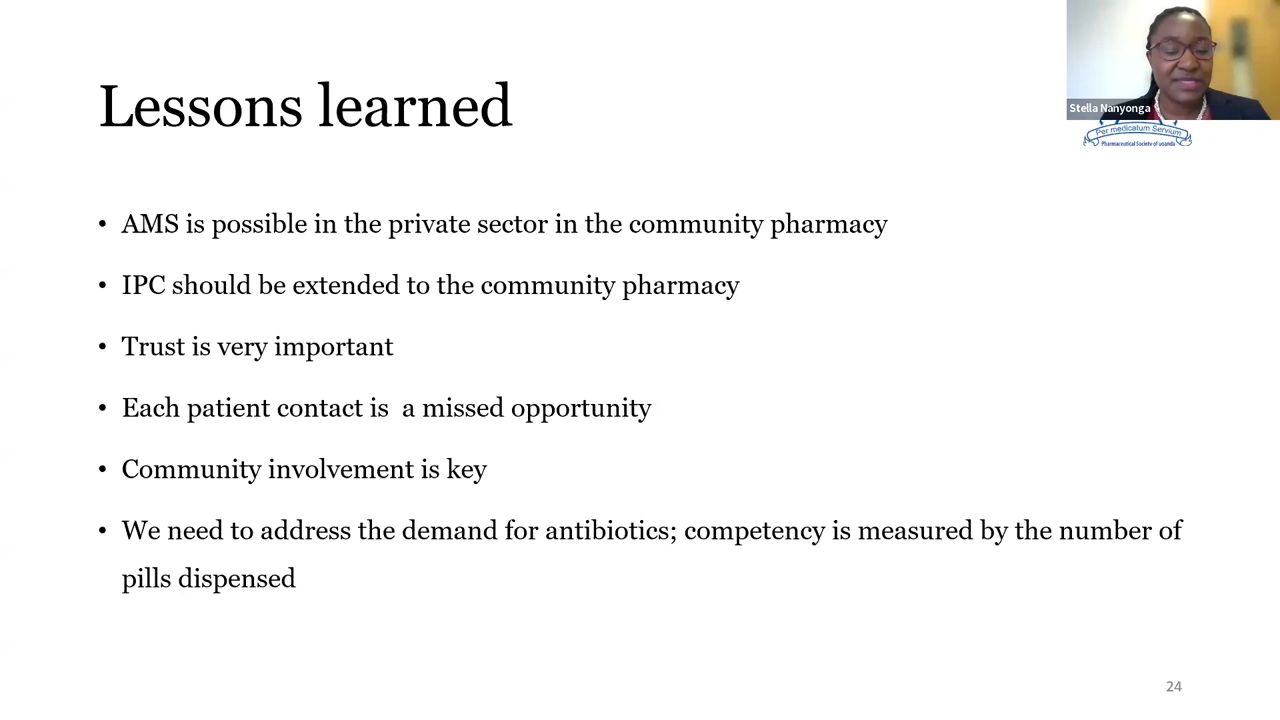 Lessons learned
Stella Nanyonga
Per medicatum Servium
Pharmaceutical Society of uganda
• AMS is possible in the private sector in the community pharmacy
• IPC should be extended to the community pharmacy
• Trust is very important
• Each patient contact is  a missed opportunity
• Community involvement is key
• We need to address the demand for antibiotics; competency is measured by the number of
pills dispensed
24